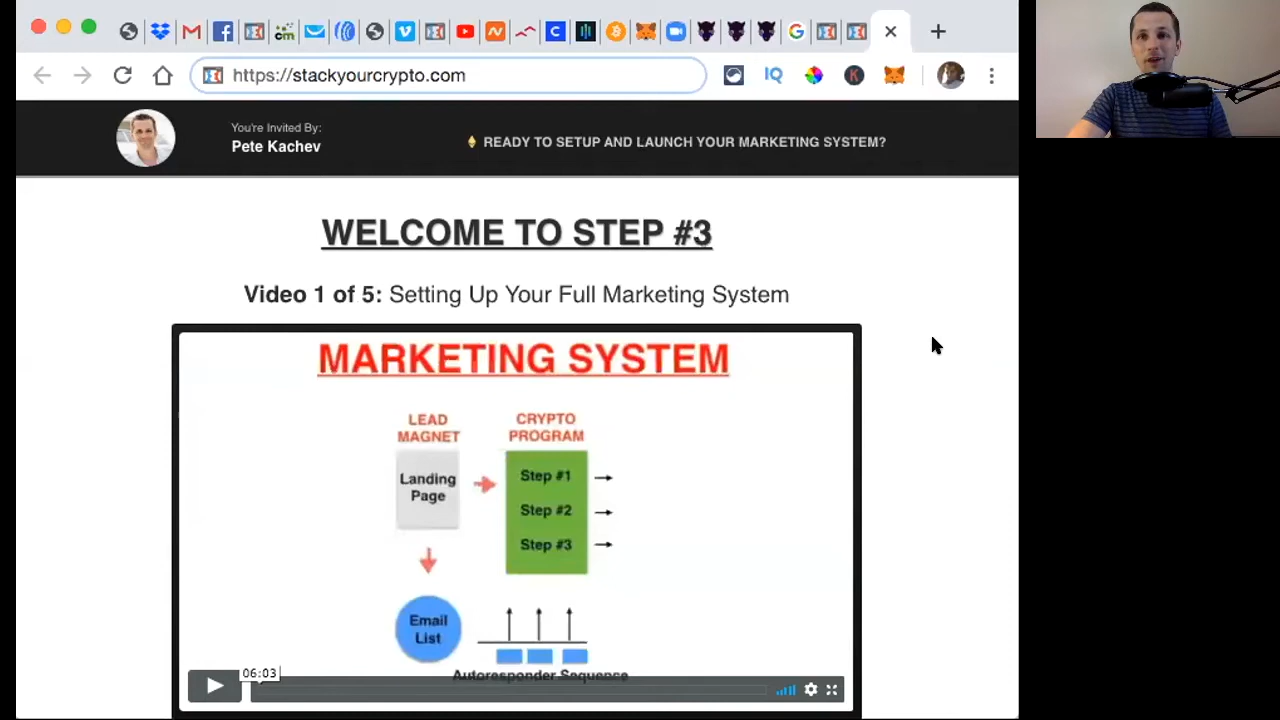 https://stackyourcrypto.com
You're Invited By:
Pete Kachev
READY TO SETUP AND LAUNCH YOUR MARKETING SYSTEM?
WELCOME TO STEP #3
Video 1 of 5: Setting Up Your Full Marketing System
MARKETING SYSTEM
LEAD
MAGNET
CRYPTO
PROGRAM
Landing
Page
Step #1
Step #2
Step #3
Email
List
Autoresponder Sequence
06:03
cm
C
G
IQ
K